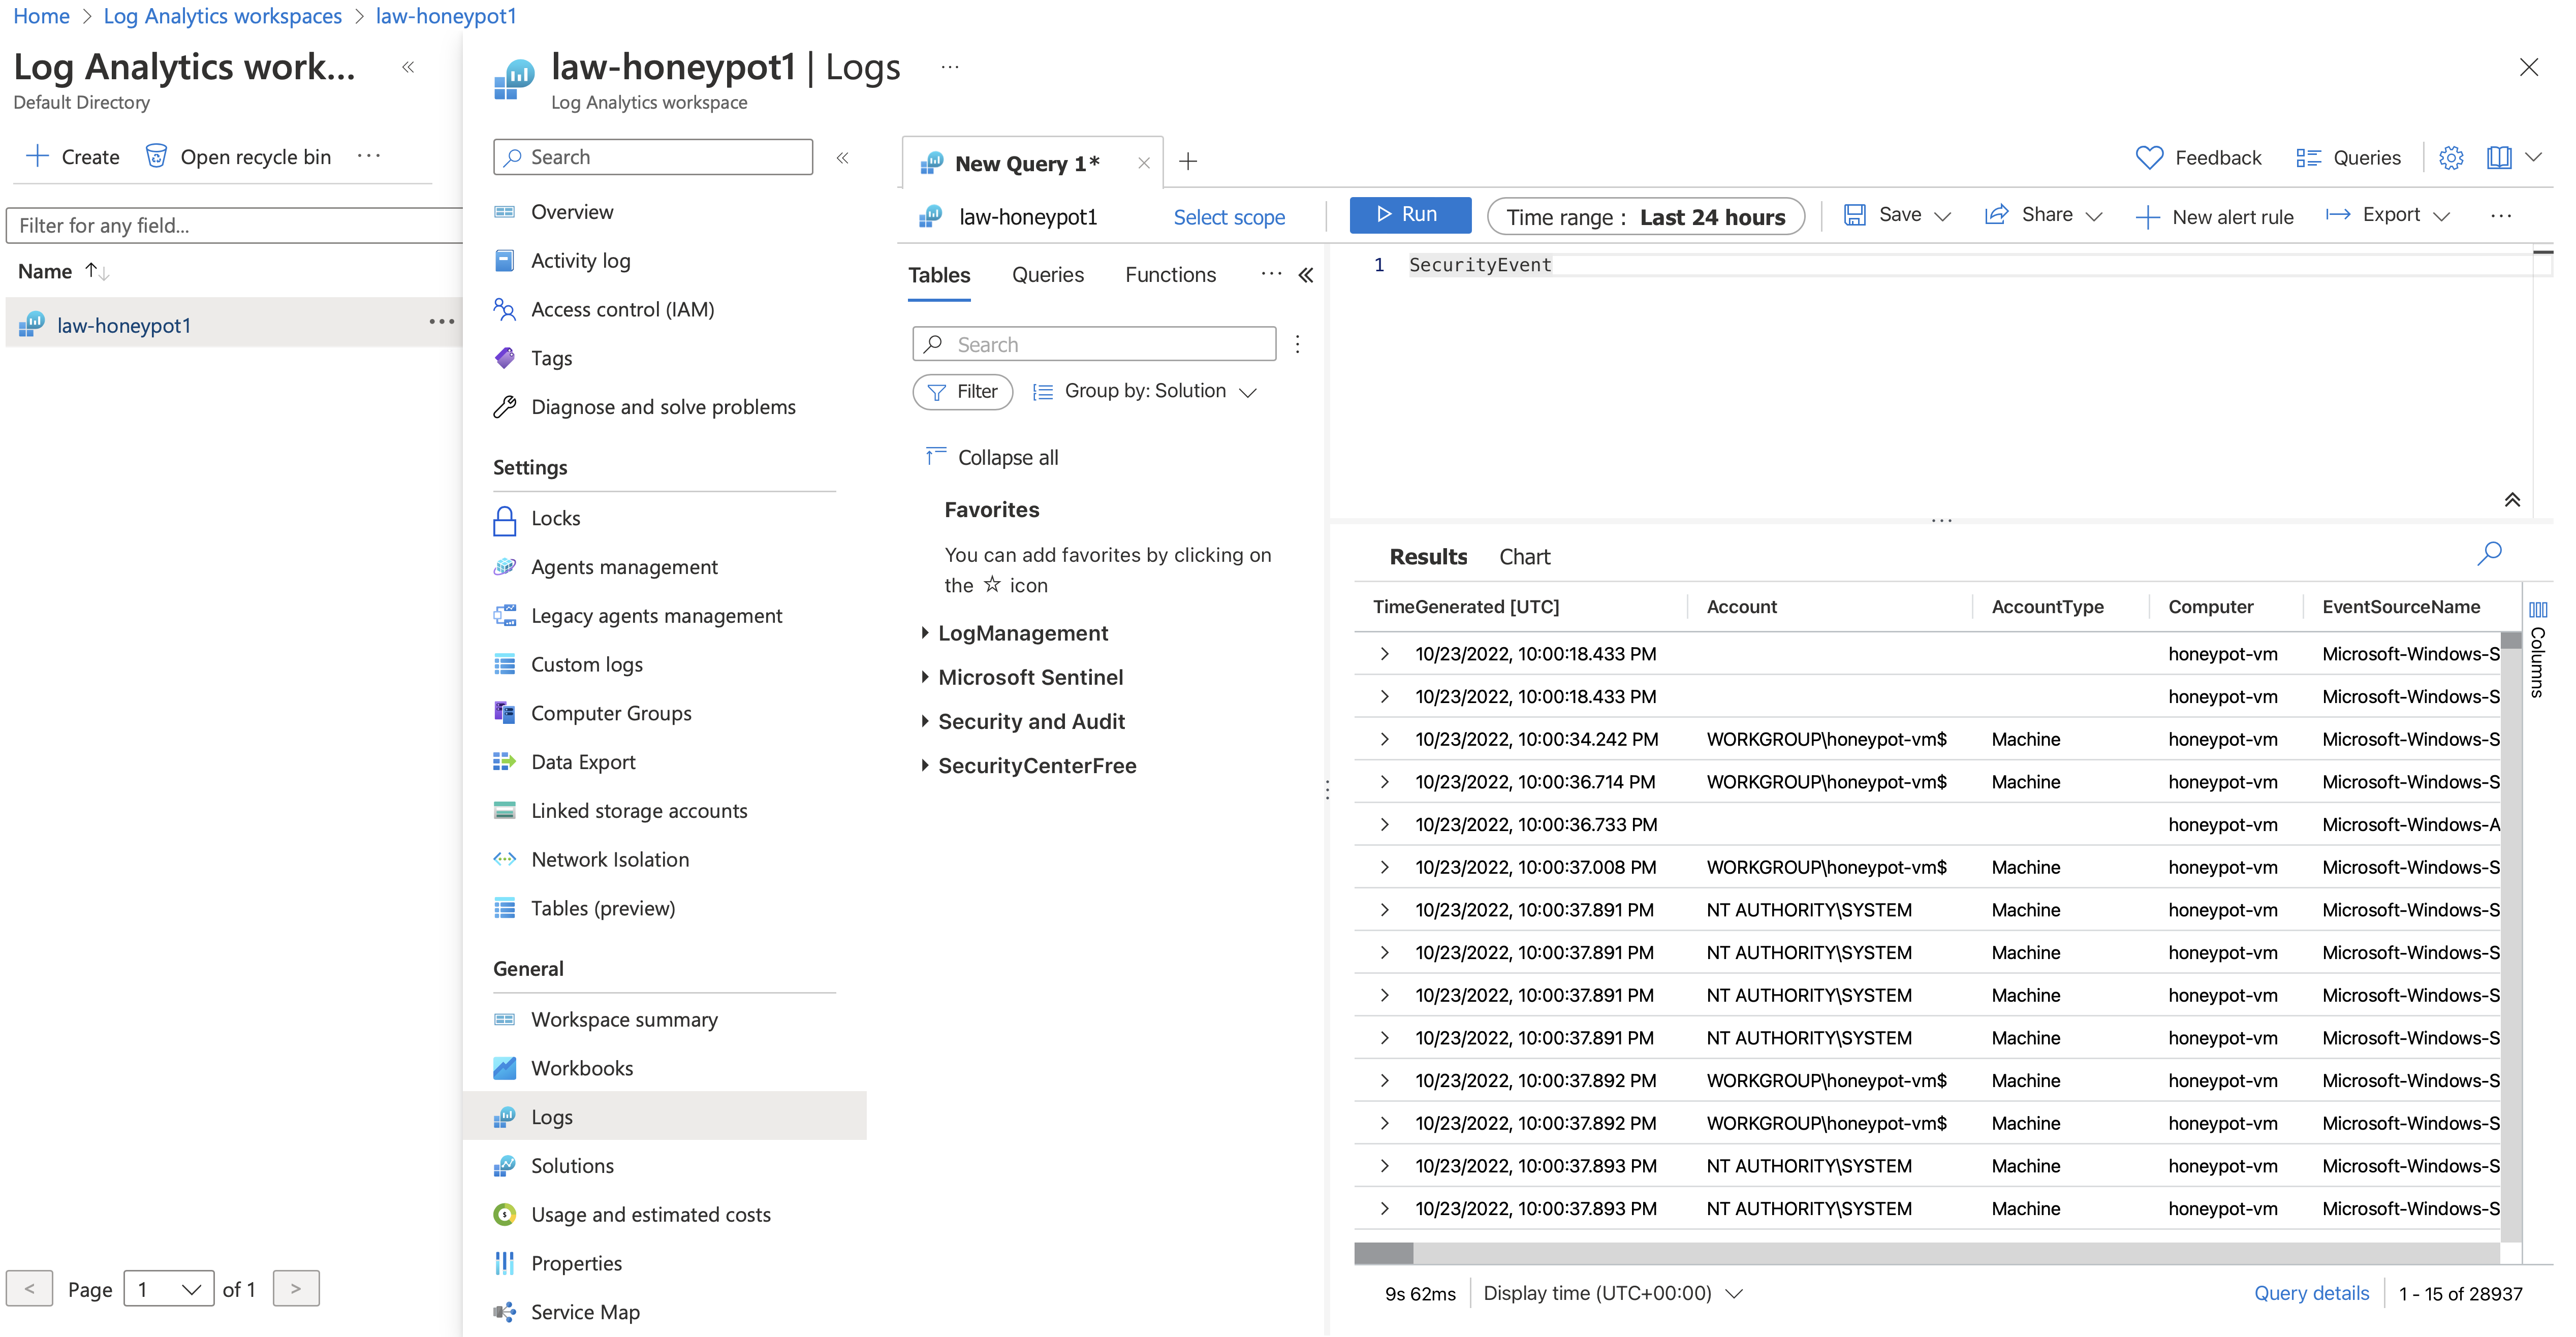 Home > Log Analytics workspaces > law-honeypot1
Log Analytics work...
Default Directory
Create Open recycle bin ...
Filter for any field...
Name
law-honeypot1
< Page 1 of 1 >
law-honeypot1 | Logs ...
Log Analytics workspace
Search
Overview
Activity log
Access control (IAM)
Tags
Diagnose and solve problems
Settings
Locks
Agents management
Legacy agents management
Custom logs
Computer Groups
Data Export
Linked storage accounts
Network Isolation
Tables (preview)
General
Workspace summary
Workbooks
Logs
Solutions
Usage and estimated costs
Properties
Service Map
New Query 1*
Feedback Queries
law-honeypot1 Select scope Run Time range : Last 24 hours Save Share New alert rule Export ...
Tables Queries Functions ...
Search
Filter Group by: Solution
Collapse all
Favorites
You can add favorites by clicking on
the ☆ icon
LogManagement
Microsoft Sentinel
Security and Audit
SecurityCenterFree
1 SecurityEvent
Results Chart
TimeGenerated [UTC] Account AccountType Computer EventSourceName
10/23/2022, 10:00:18.433 PM honeypot-vm Microsoft-Windows-S
10/23/2022, 10:00:18.433 PM honeypot-vm Microsoft-Windows-S
10/23/2022, 10:00:34.242 PM WORKGROUP\honeypot-vm$ Machine honeypot-vm Microsoft-Windows-S
10/23/2022, 10:00:36.714 PM WORKGROUP\honeypot-vm$ Machine honeypot-vm Microsoft-Windows-S
10/23/2022, 10:00:36.733 PM honeypot-vm Microsoft-Windows-A
10/23/2022, 10:00:37.008 PM WORKGROUP\honeypot-vm$ Machine honeypot-vm Microsoft-Windows-S
10/23/2022, 10:00:37.891 PM NT AUTHORITY\SYSTEM Machine honeypot-vm Microsoft-Windows-S
10/23/2022, 10:00:37.891 PM NT AUTHORITY\SYSTEM Machine honeypot-vm Microsoft-Windows-S
10/23/2022, 10:00:37.891 PM NT AUTHORITY\SYSTEM Machine honeypot-vm Microsoft-Windows-S
10/23/2022, 10:00:37.891 PM NT AUTHORITY\SYSTEM Machine honeypot-vm Microsoft-Windows-S
10/23/2022, 10:00:37.892 PM WORKGROUP\honeypot-vm$ Machine honeypot-vm Microsoft-Windows-S
10/23/2022, 10:00:37.892 PM WORKGROUP\honeypot-vm$ Machine honeypot-vm Microsoft-Windows-S
10/23/2022, 10:00:37.893 PM NT AUTHORITY\SYSTEM Machine honeypot-vm Microsoft-Windows-S
10/23/2022, 10:00:37.893 PM NT AUTHORITY\SYSTEM Machine honeypot-vm Microsoft-Windows-S
Columns
9s 62ms Display time (UTC+00:00) Query details 1 - 15 of 28937